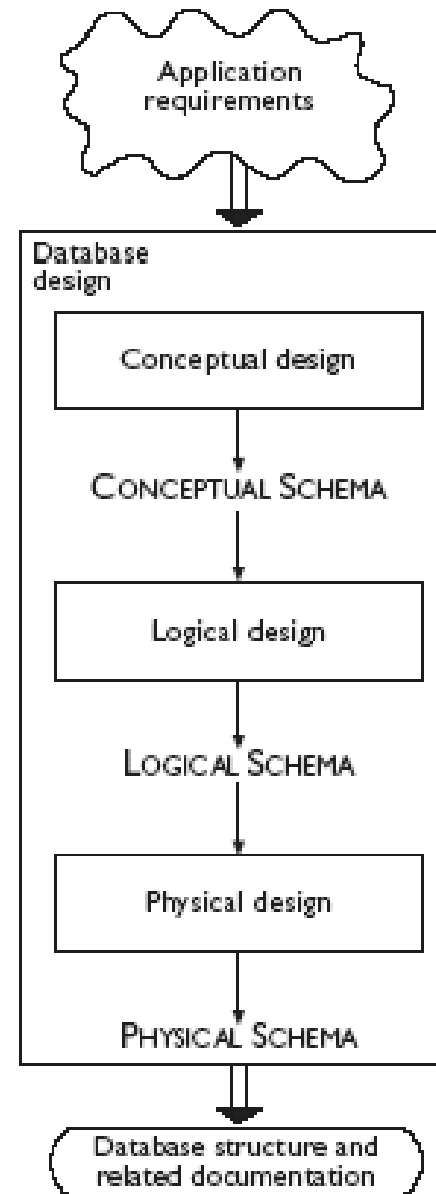 Application
requirements
Database
design
Conceptual design
CONCEPTUAL SCHEMA
Logical design
LOGICAL SCHEMA
Physical design
PHYSICAL SCHEMA
Database structure and
related documentation